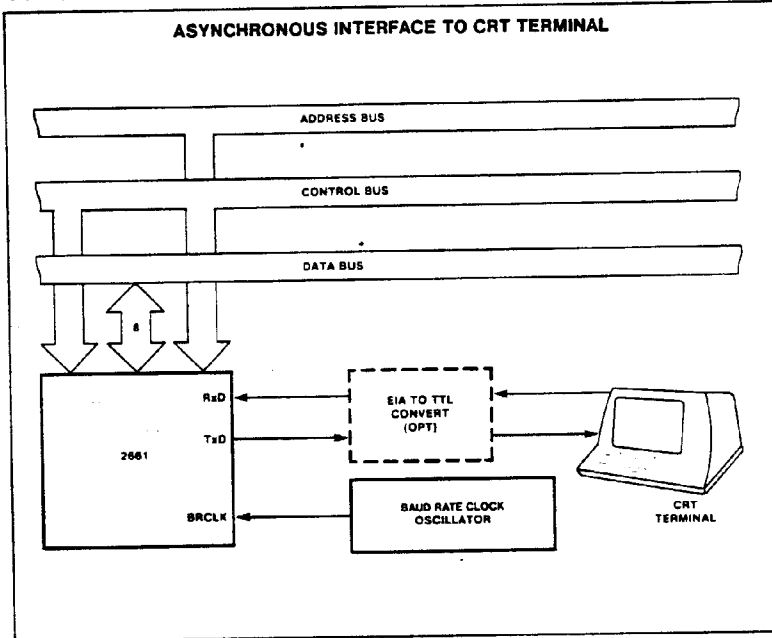 ASYNCHRONOUS INTERFACE TO CRT TERMINAL
ADDRESS BUS
CONTROL BUS
DATA BUS
8
RxD
TxD
2661
BRCLK
EIA TO TTL
CONVERT
(OPT)
BAUD RATE CLOCK
OSCILLATOR
CRT
TERMINAL